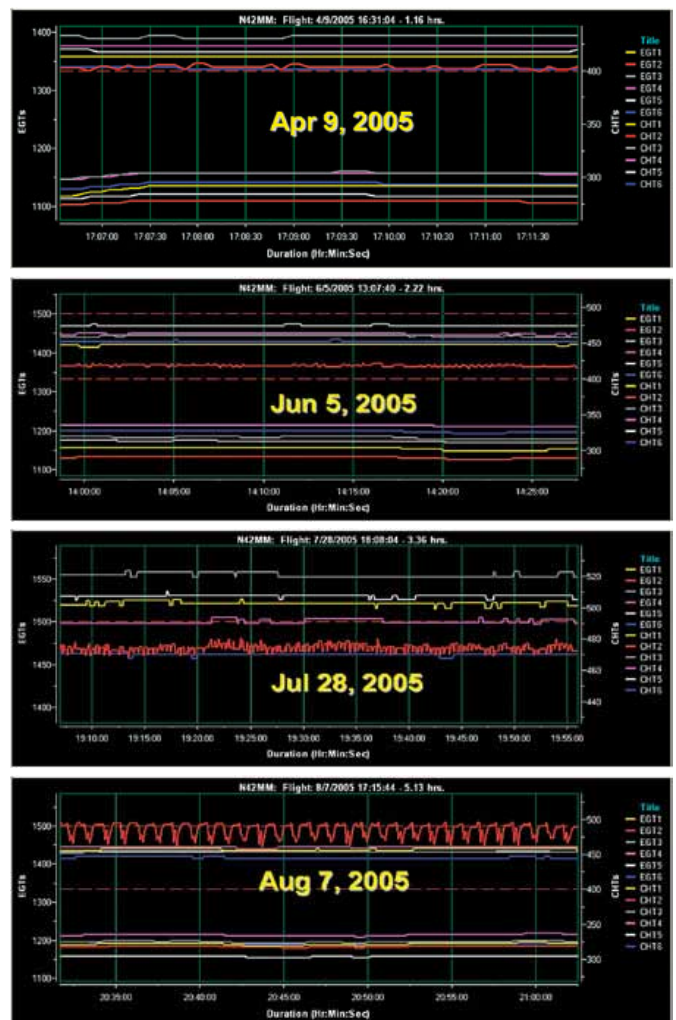 N42MM: Flight: 4/9/2005 16:31:04 - 1.16 hrs.
EGTs
1400
1350
1300
1250
1200
1150
1100
Apr 9, 2005
400
350
300
CHTs
Title
EGT1
EGT2
EGT3
EGT4
EGT5
EGT6
CHT1
CHT2
CHT3
CHT4
CHT5
CHT6
17:07:00 17:07:30 17:08:00 17:08:30 17:09:00 17:09:30 17:10:00 17:10:30 17:11:00 17:11:30
Duration (Hr:Min:Sec)
N42MM: Flight: 6/5/2005 13:07:40 - 2.22 hrs.
EGTs
1500
1450
1400
1350
1300
1250
1200
1150
1100
Jun 5, 2005
500
450
400
350
300
CHTs
Title
EGT1
EGT2
EGT3
EGT4
EGT5
EGT6
CHT1
CHT2
CHT3
CHT4
CHT5
CHT6
14:00:00 14:05:00 14:10:00 14:15:00 14:20:00 14:25:00
Duration (Hr:Min:Sec)
N42MM: Flight: 7/28/2005 18:08:04 - 3.36 hrs.
EGTs
1550
1500
1450
1400
Jul 28, 2005
520
500
480
460
440
CHTs
Title
EGT1
EGT2
EGT3
EGT4
EGT5
EGT6
CHT1
CHT2
CHT3
CHT4
CHT5
CHT6
19:10:00 19:15:00 19:20:00 19:25:00 19:30:00 19:35:00 19:40:00 19:45:00 19:50:00 19:55:00
Duration (Hr:Min:Sec)
N42MM: Flight: 8/7/2005 17:15:44 - 5.13 hrs.
EGTs
1500
1450
1400
1350
1300
1250
1200
1150
1100
Aug 7, 2005
500
450
400
350
300
CHTs
Title
EGT1
EGT2
EGT3
EGT4
EGT5
EGT6
CHT1
CHT2
CHT3
CHT4
CHT5
CHT6
20:35:00 20:40:00 20:45:00 20:50:00 20:55:00 21:00:00
Duration (Hr:Min:Sec)